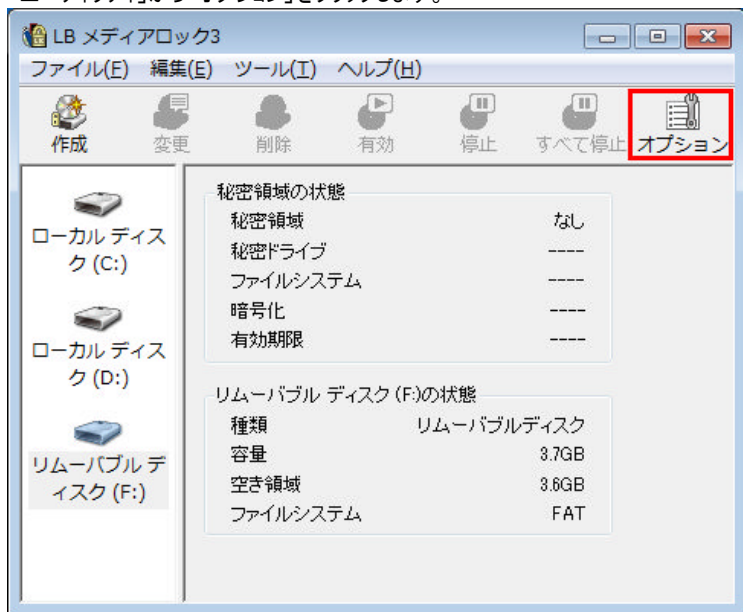 LB メディアロック3
ファイル(F) 編集(E) ツール(T) ヘルプ(H)
作成 変更 削除 有効 停止 すべて停止 オプション
ローカル ディス
ク (C:)
ローカル ディス
ク (D:)
リムーバブル デ
ィスク (F:)
秘密領域の状態
秘密領域 なし
秘密ドライブ ----
ファイルシステム ----
暗号化 ----
有効期限 ----
リムーバブル ディスク (F:)の状態
種類 リムーバブルディスク
容量 3.7GB
空き領域 3.6GB
ファイルシステム FAT